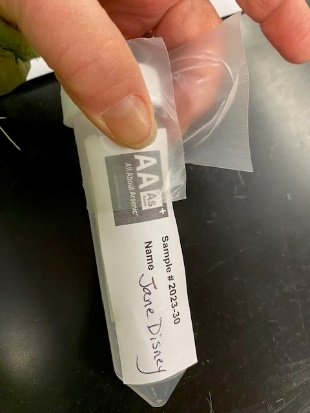 AA
As
All About Arsenic
Sample # 2023-30
Name Jane Disney